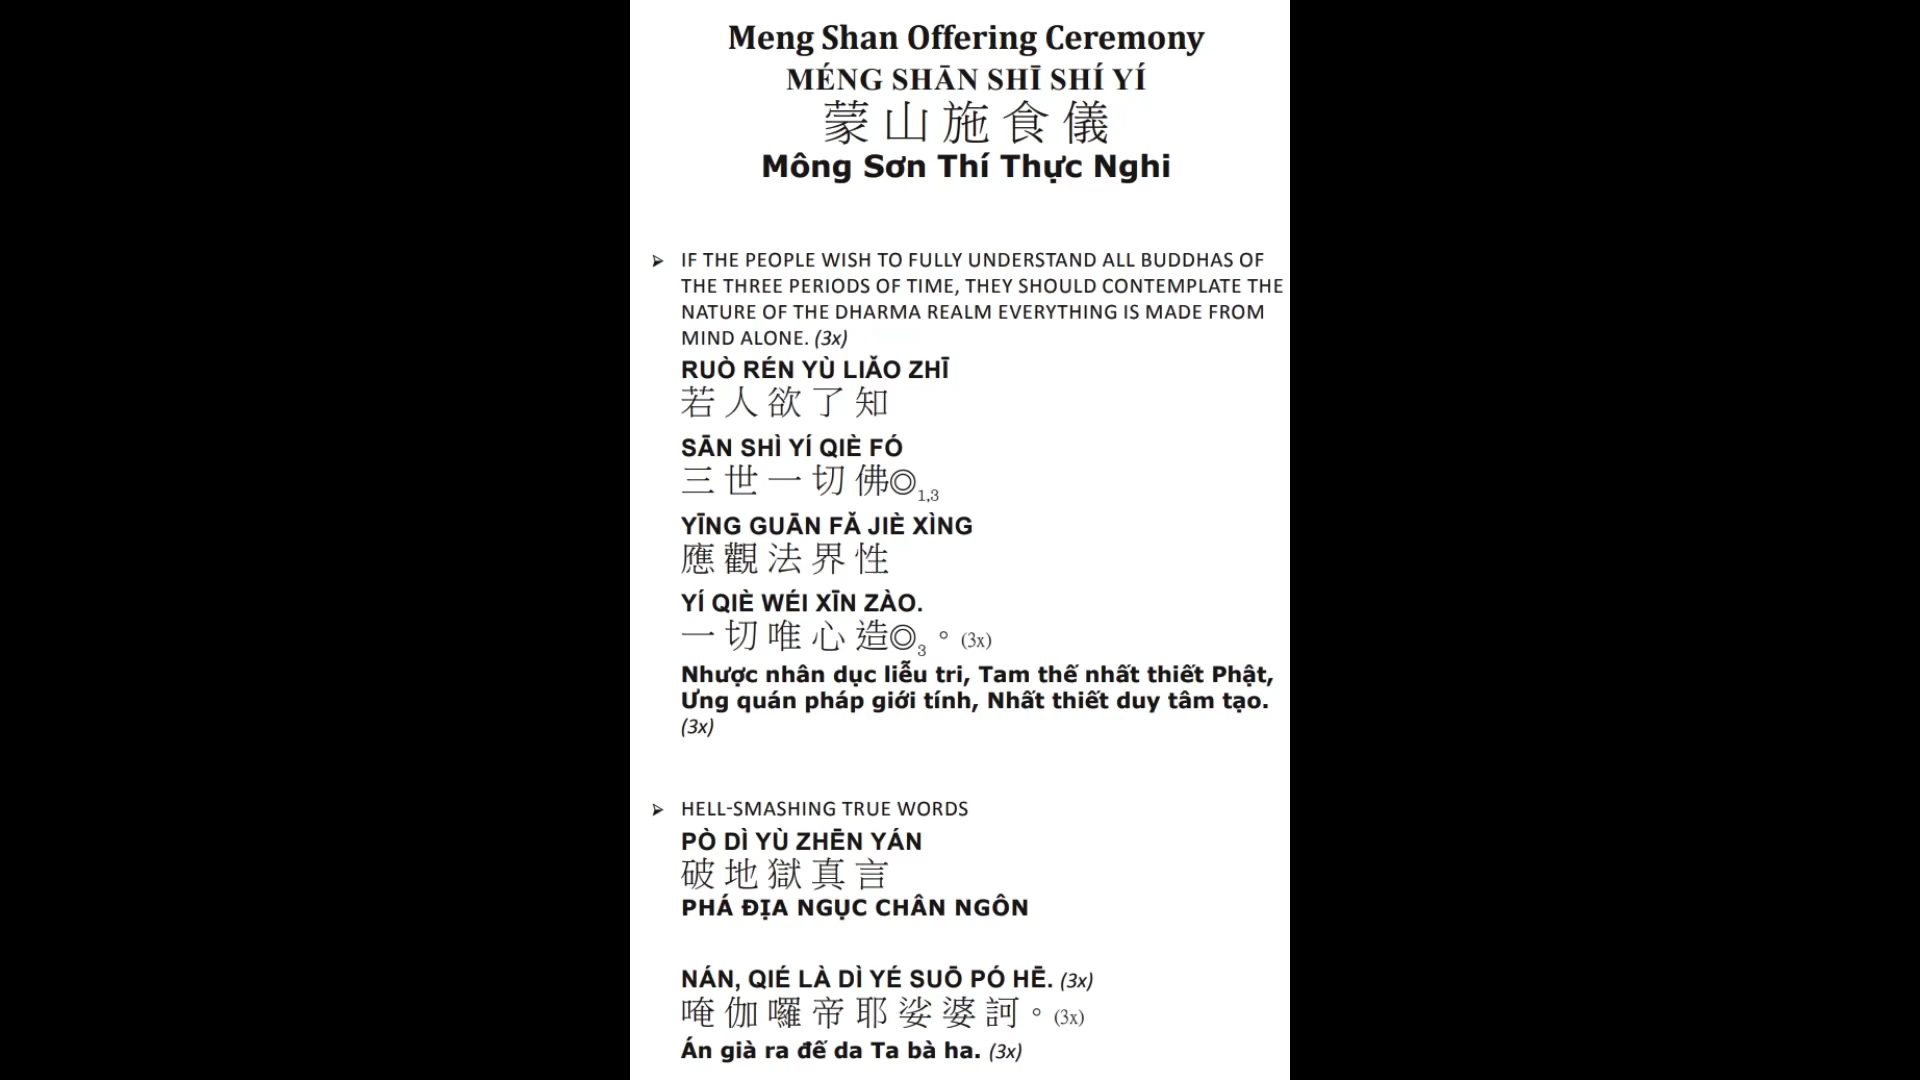 Meng Shan Offering Ceremony
MÉNG SHĀN SHĪ SHÍ YÍ
蒙山施食儀
Mông Sơn Thí Thực Nghi
➢ IF THE PEOPLE WISH TO FULLY UNDERSTAND ALL BUDDHAS OF
THE THREE PERIODS OF TIME, THEY SHOULD CONTEMPLATE THE
NATURE OF THE DHARMA REALM EVERYTHING IS MADE FROM
MIND ALONE. (3x)
RUÒ RÉN YÙ LIǍO ZHĪ
若人欲了知
SĀN SHÌ YÍ QIÈ FÓ
三世一切佛◎1,3
YĪNG GUĀN FǍ JIÈ XÌNG
應觀法界性
YÍ QIÈ WÉI XĪN ZÀO.
一切唯心造◎3。(3x)
Nhược nhân dục liễu tri, Tam thế nhất thiết Phật,
Ưng quán pháp giới tính, Nhất thiết duy tâm tạo.
(3x)
➢ HELL-SMASHING TRUE WORDS
PÒ DÌ YÙ ZHĒN YÁN
破地獄真言
PHÁ ĐỊA NGỤC CHÂN NGÔN
NÁN, QIÉ LÀ DÌ YÉ SUŌ PÓ HĒ. (3x)
唵伽囉帝耶娑婆訶。(3x)
Án già ra đế da Ta bà ha. (3x)